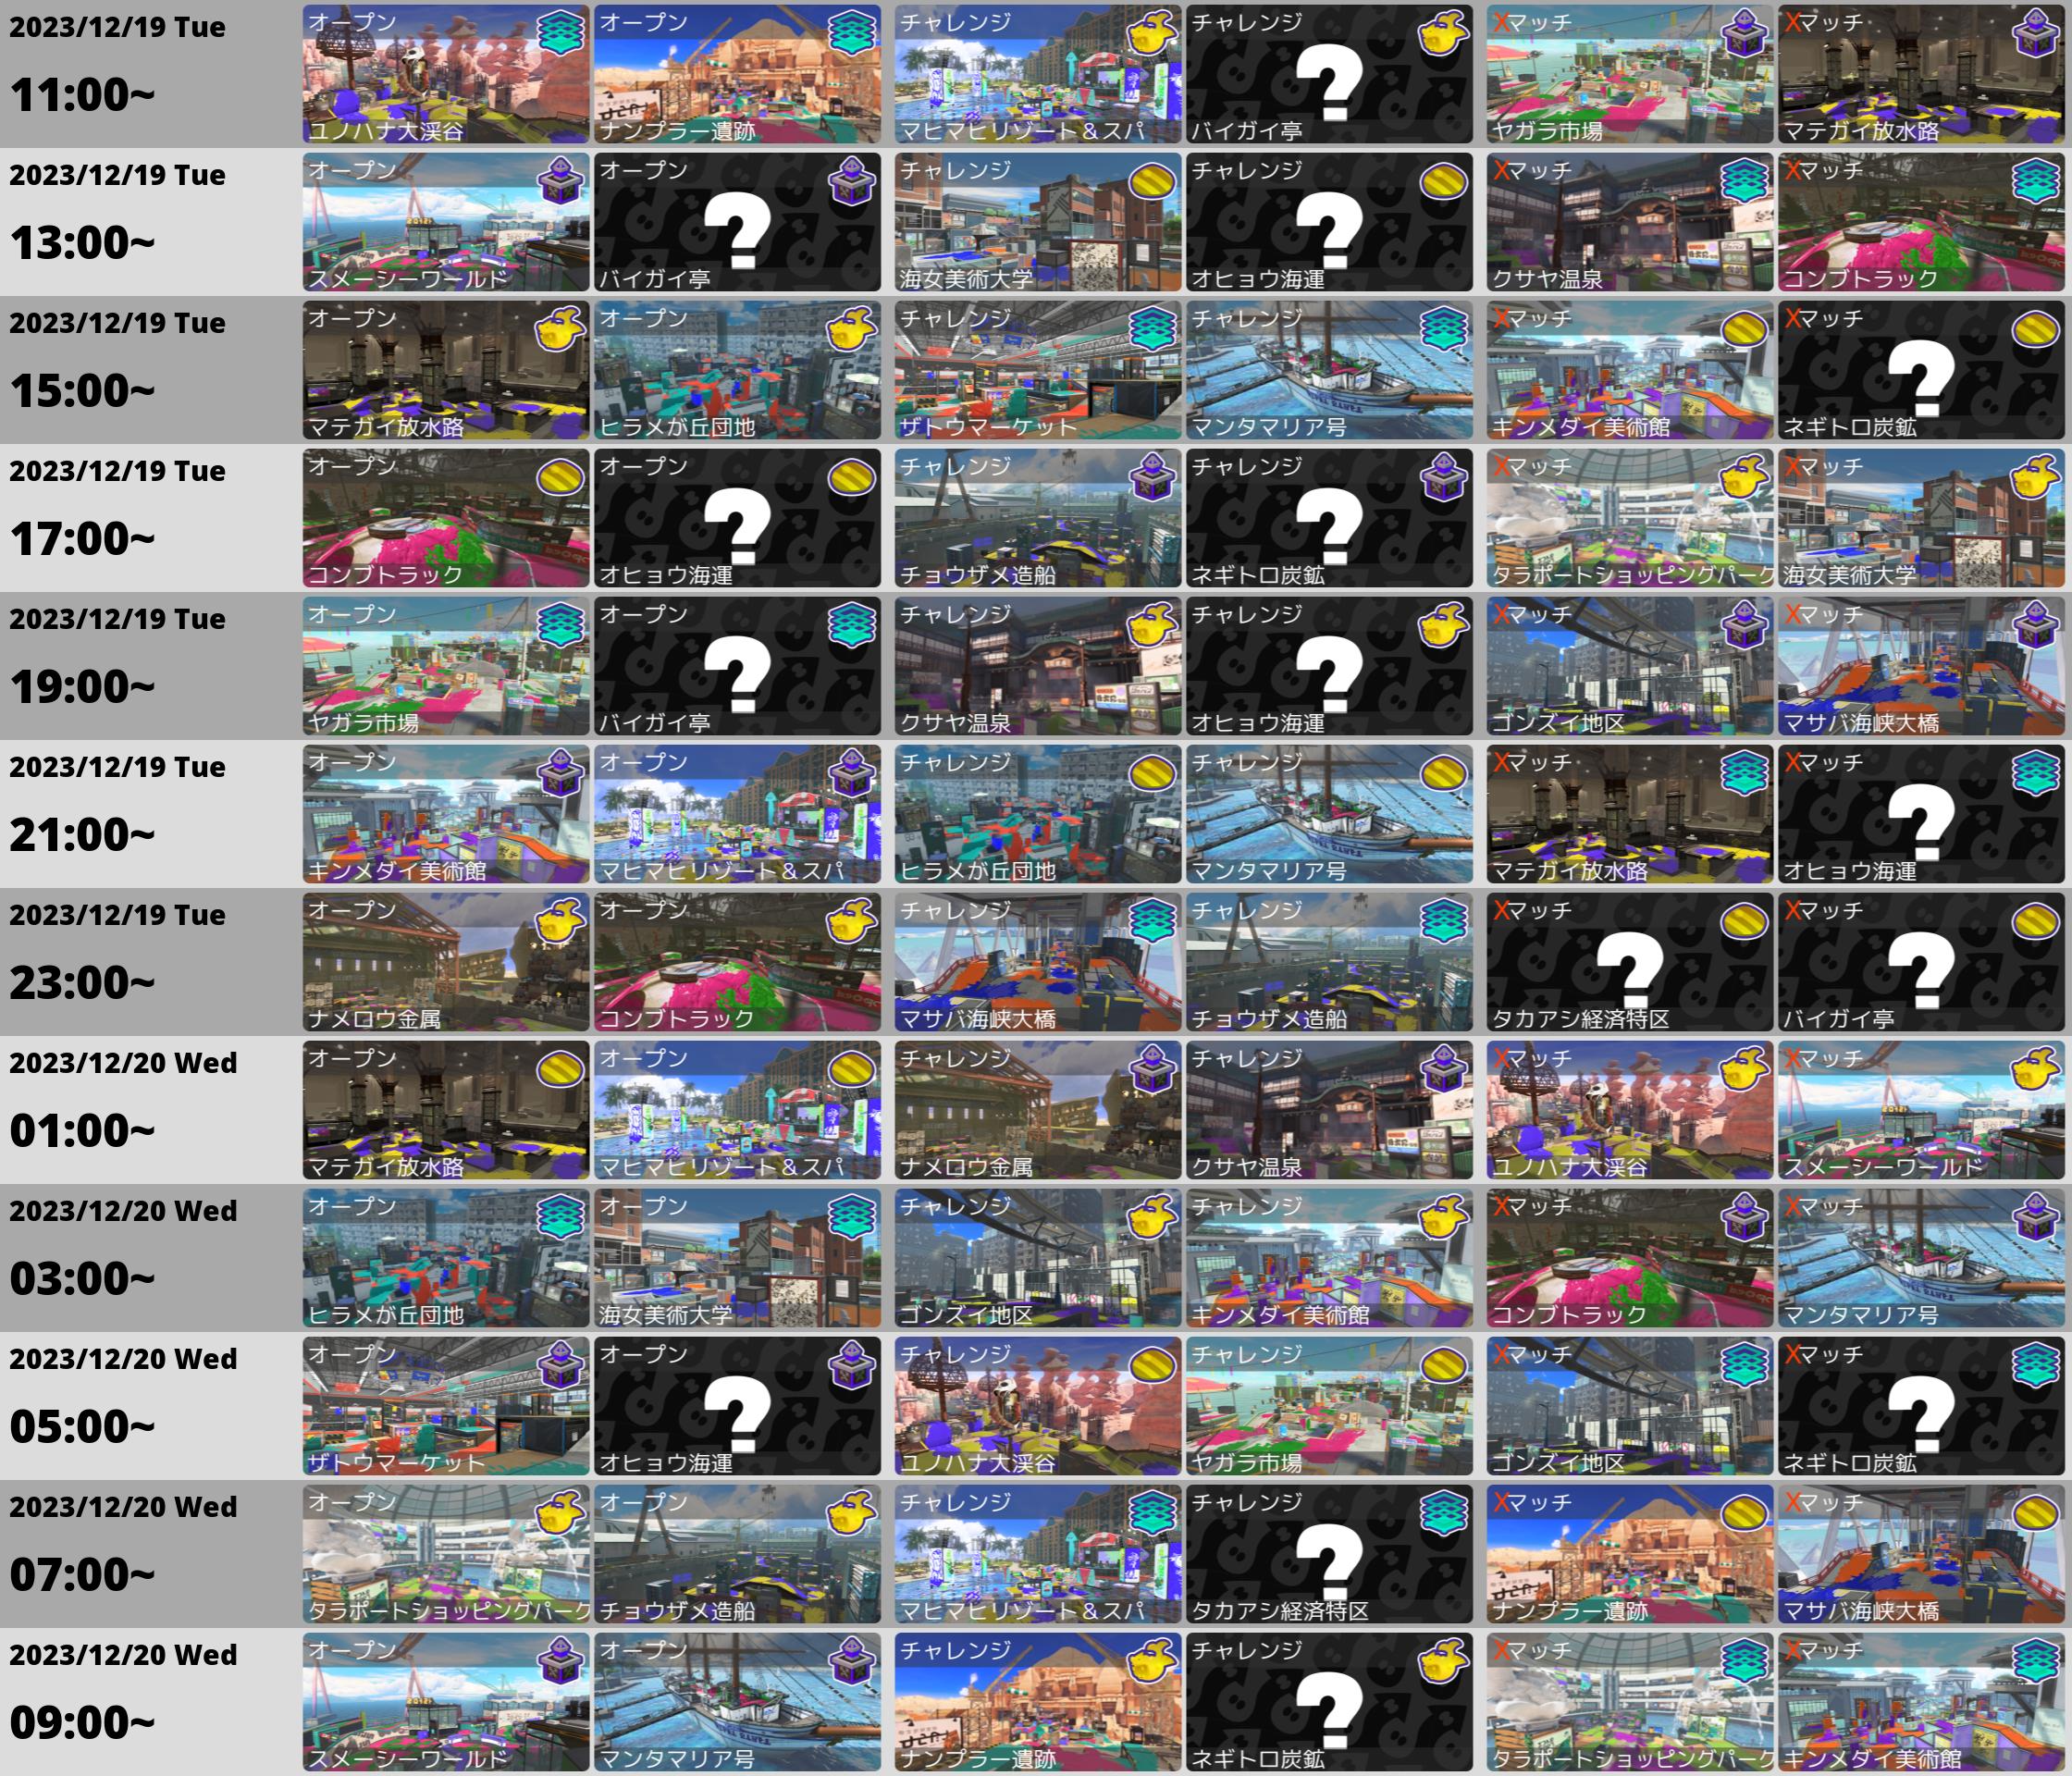 2023/12/19 Tue
11:00~
オープン オープン チャレンジ チャレンジ Xマッチ Xマッチ
ユノハナ大渓谷 ナンプラー遺跡 マヒマヒリゾート＆スパ バイガイ亭 ヤガラ市場 マテガイ放水路
2023/12/19 Tue
13:00~
オープン オープン チャレンジ チャレンジ Xマッチ Xマッチ
スメーシーワールド バイガイ亭 海女美術大学 オヒョウ海運 クサヤ温泉 コンブトラック
2023/12/19 Tue
15:00~
オープン オープン チャレンジ チャレンジ Xマッチ Xマッチ
マテガイ放水路 ヒラメが丘団地 ザトウマーケット マンタマリア号 キンメダイ美術館 ネギトロ炭鉱
2023/12/19 Tue
17:00~
オープン オープン チャレンジ チャレンジ Xマッチ Xマッチ
コンブトラック オヒョウ海運 チョウザメ造船 ネギトロ炭鉱 タラポートショッピングパーク 海女美術大学
2023/12/19 Tue
19:00~
オープン オープン チャレンジ チャレンジ Xマッチ Xマッチ
ヤガラ市場 バイガイ亭 クサヤ温泉 オヒョウ海運 ゴンズイ地区 マサバ海峡大橋
2023/12/19 Tue
21:00~
オープン オープン チャレンジ チャレンジ Xマッチ Xマッチ
キンメダイ美術館 マヒマヒリゾート＆スパ ヒラメが丘団地 マンタマリア号 マテガイ放水路 オヒョウ海運
2023/12/19 Tue
23:00~
オープン オープン チャレンジ チャレンジ Xマッチ Xマッチ
ナメロウ金属 コンブトラック マサバ海峡大橋 チョウザメ造船 タカアシ経済特区 バイガイ亭
2023/12/20 Wed
01:00~
オープン オープン チャレンジ チャレンジ Xマッチ Xマッチ
マテガイ放水路 マヒマヒリゾート＆スパ ナメロウ金属 クサヤ温泉 ユノハナ大渓谷 スメーシーワールド
2023/12/20 Wed
03:00~
オープン オープン チャレンジ チャレンジ Xマッチ Xマッチ
ヒラメが丘団地 海女美術大学 ゴンズイ地区 キンメダイ美術館 コンブトラック マンタマリア号
2023/12/20 Wed
05:00~
オープン オープン チャレンジ チャレンジ Xマッチ Xマッチ
ザトウマーケット オヒョウ海運 ユノハナ大渓谷 ヤガラ市場 ゴンズイ地区 ネギトロ炭鉱
2023/12/20 Wed
07:00~
オープン オープン チャレンジ チャレンジ Xマッチ Xマッチ
タラポートショッピングパーク チョウザメ造船 マヒマヒリゾート＆スパ タカアシ経済特区 ナンプラー遺跡 マサバ海峡大橋
2023/12/20 Wed
09:00~
オープン オープン チャレンジ チャレンジ Xマッチ Xマッチ
スメーシーワールド マンタマリア号 ナンプラー遺跡 ネギトロ炭鉱 タラポートショッピングパーク キンメダイ美術館